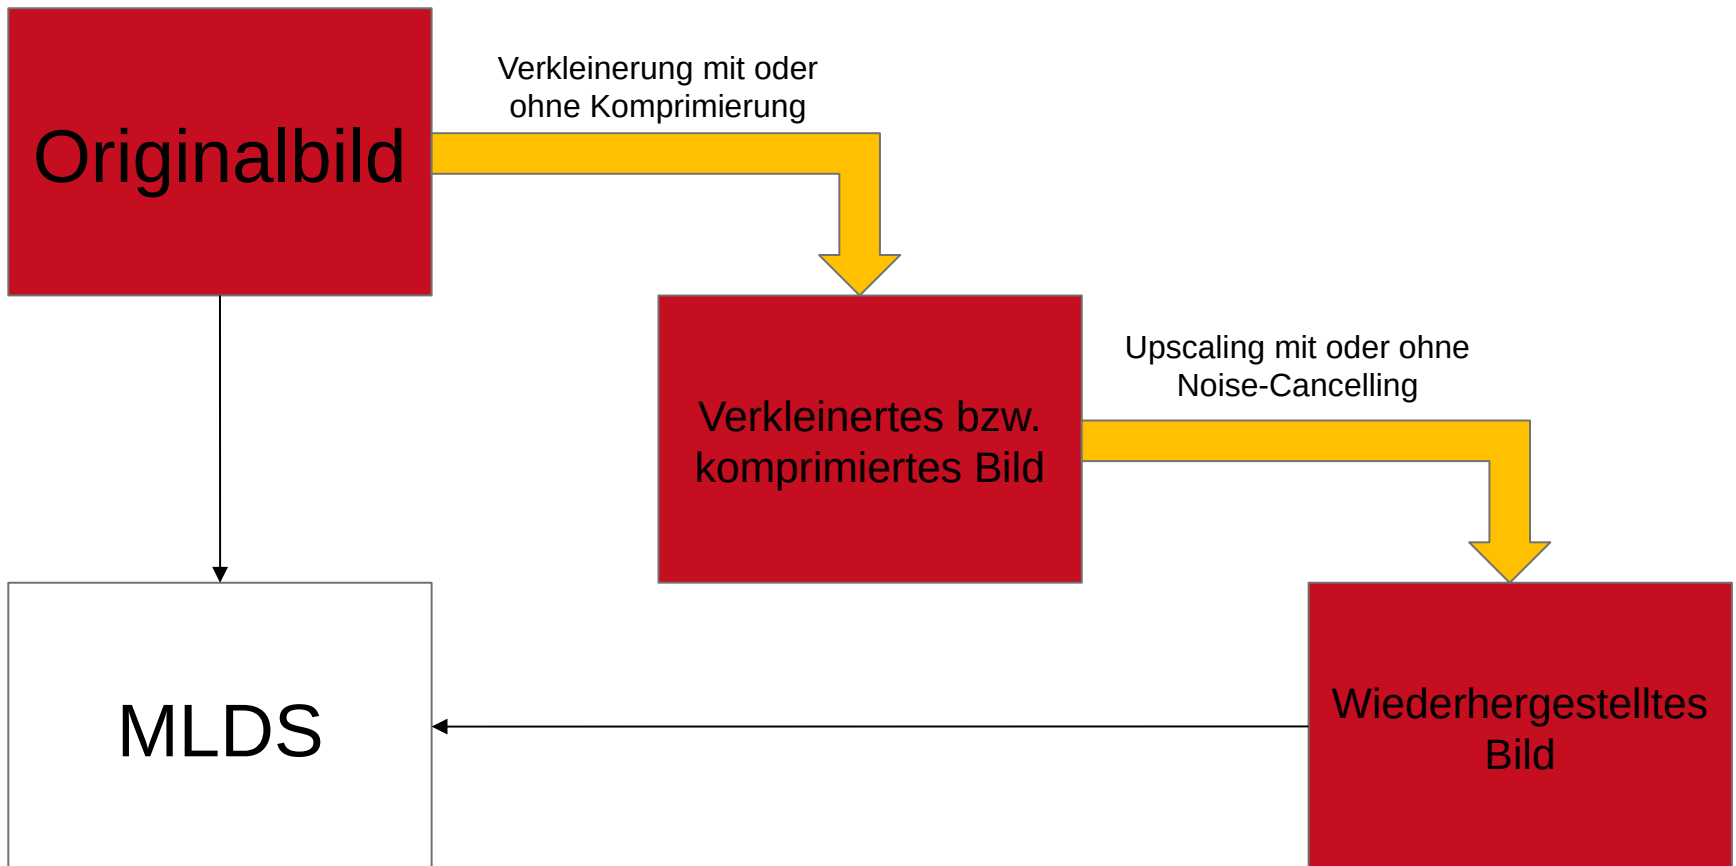 Originalbild
Verkleinerung mit oder
ohne Komprimierung
Verkleinertes bzw.
komprimiertes Bild
Upscaling mit oder ohne
Noise-Cancelling
MLDS
Wiederhergestelltes
Bild